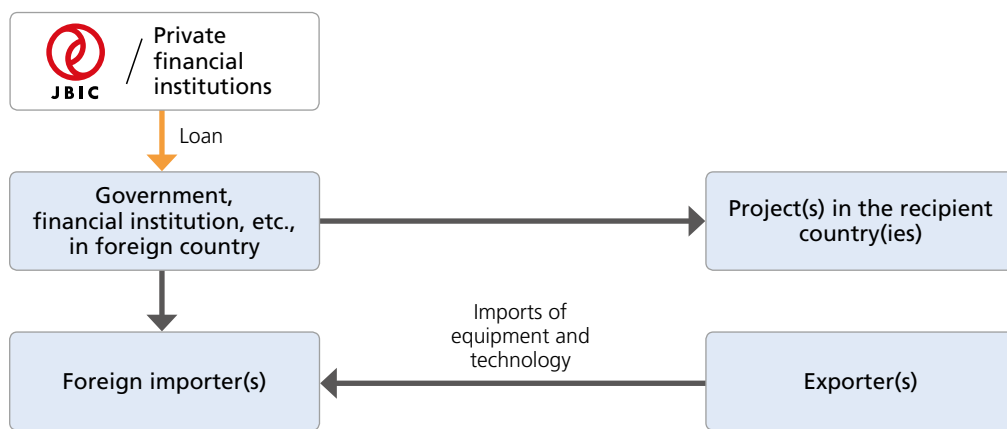 JBIC
/
Private
financial
institutions
Loan
Government,
financial institution, etc.,
in foreign country
Project(s) in the recipient
country(ies)
Imports of
equipment and
technology
Foreign importer(s)
Exporter(s)